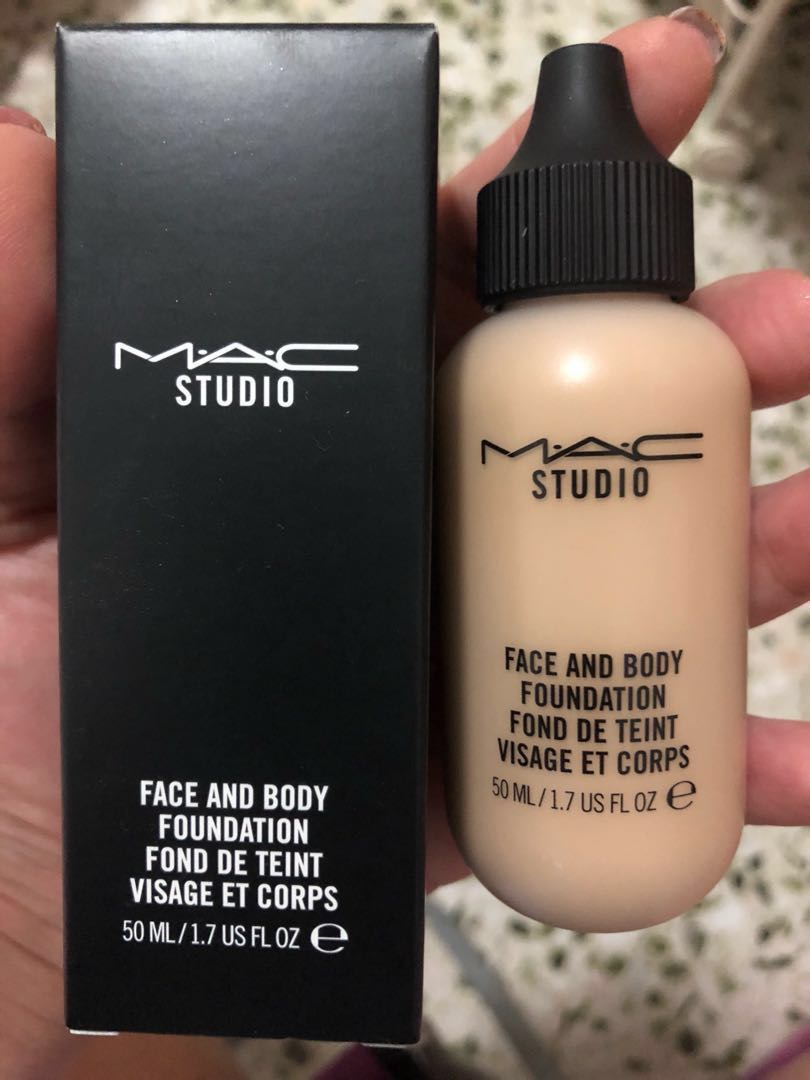 M·A·C
STUDIO
FACE AND BODY
FOUNDATION
FOND DE TEINT
VISAGE ET CORPS
50 ML / 1.7 US FL OZ ℮
M·A·C
STUDIO
FACE AND BODY
FOUNDATION
FOND DE TEINT
VISAGE ET CORPS
50 ML / 1.7 US FL OZ ℮